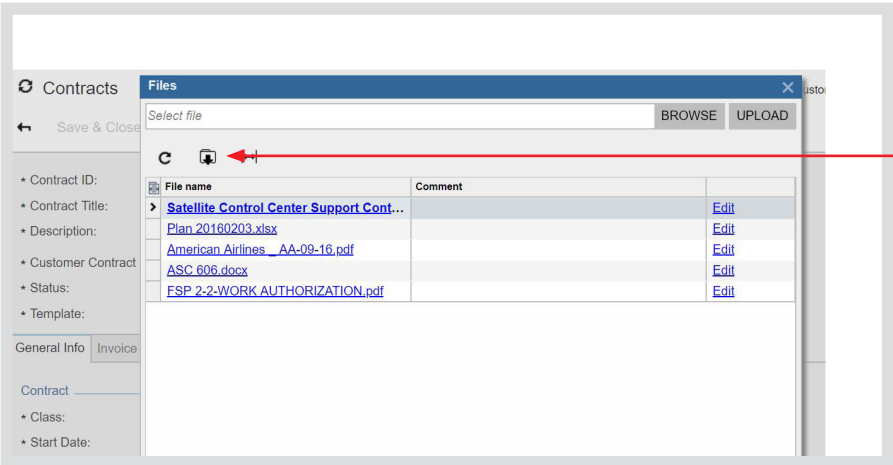 Contracts
Files
Save & Close
Select file
BROWSE UPLOAD
File name Comment
Satellite Control Center Support Cont... Edit
Plan 20160203.xlsx Edit
American Airlines _ AA-09-16.pdf Edit
ASC 606.docx Edit
FSP 2-2-WORK AUTHORIZATION.pdf Edit
* Contract ID:
* Contract Title:
* Description:
* Customer Contract
* Status:
* Template:
General Info Invoice
Contract
* Class:
* Start Date: